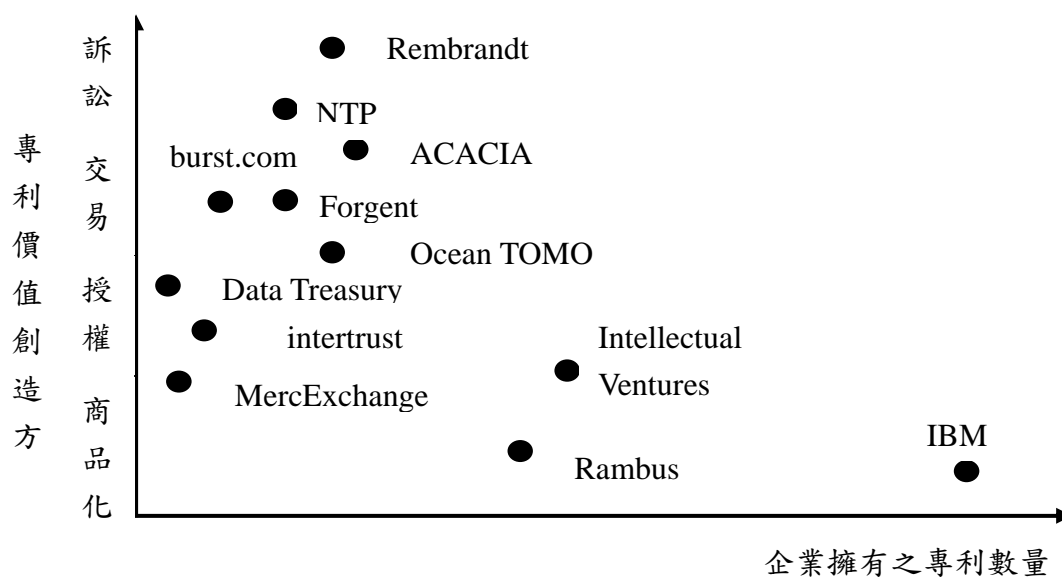 專利價值創造方
訴訟
交易
授權
商品化
Rembrandt
NTP
ACACIA
burst.com
Forgent
Ocean TOMO
Data Treasury
intertrust
Intellectual
Ventures
MercExchange
IBM
Rambus
企業擁有之專利數量